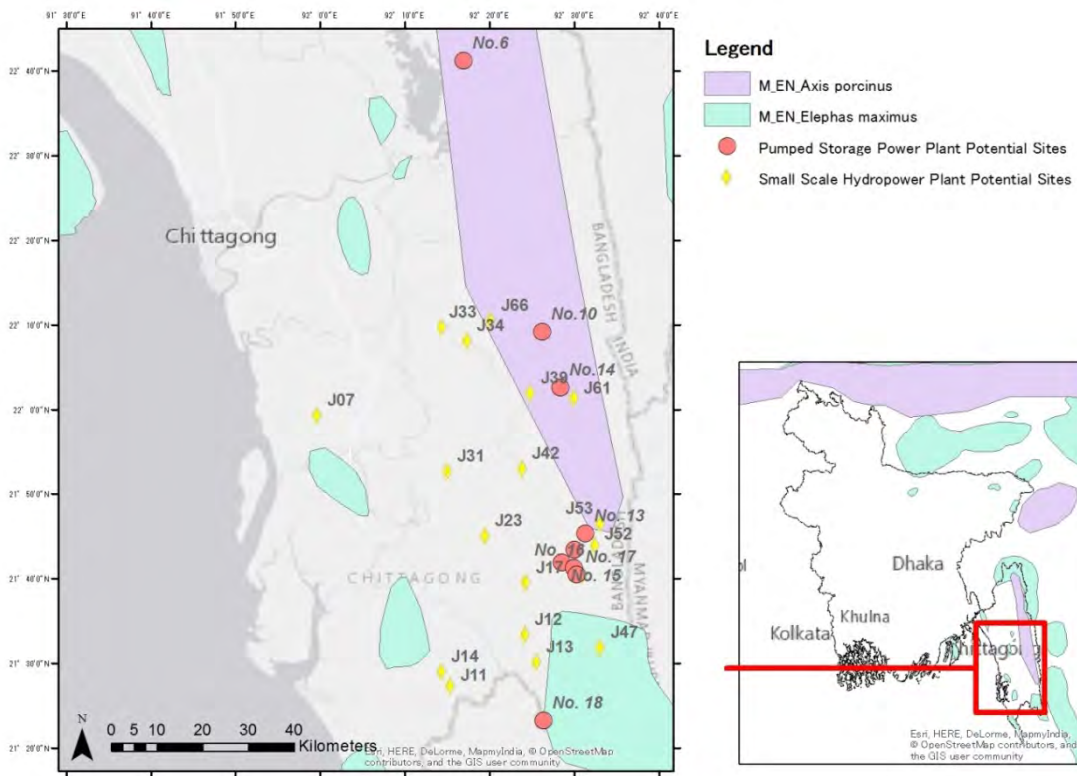 91° 30'0"E 91° 40'0"E 91° 50'0"E 92° 0'0"E 92° 10'0"E 92° 20'0"E 92° 30'0"E 92° 40'0"E
22° 40'0"N
22° 30'0"N
22° 20'0"N
22° 10'0"N
22° 0'0"N
21° 50'0"N
21° 40'0"N
21° 30'0"N
21° 20'0"N
No.6
Chittagong
BANGLADESH INDIA
J66
No.10
J33
J34
No.14
J39
J61
J07
J31
J42
J53
No. 13
J52
J23
No. 16
No. 17
J17
No. 15
CHITTAGONG
BANGLADESH
J12
J13
J47
J14
J11
No. 18
N
0 5 10 20 30 40
Kilometers
Esri, HERE, DeLorme, MapmyIndia, © OpenStreetMap
contributors, and the GIS user community
Legend
M_EN_Axis porcinus
M_EN_Elephas maximus
Pumped Storage Power Plant Potential Sites
Small Scale Hydropower Plant Potential Sites
Dhaka
Khulna
Kolkata
Esri, HERE, DeLorme, MapmyIndia,
© OpenStreetMap contributors, and
the GIS user community